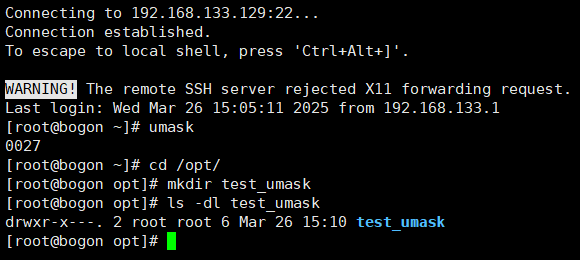 Connecting to 192.168.133.129:22...
Connection established.
To escape to local shell, press 'Ctrl+Alt+]'.
WARNING! The remote SSH server rejected X11 forwarding request.
Last login: Wed Mar 26 15:05:11 2025 from 192.168.133.1
[root@bogon ~]# umask
0027
[root@bogon ~]# cd /opt/
[root@bogon opt]# mkdir test_umask
[root@bogon opt]# ls -dl test_umask
drwxr-x---. 2 root root 6 Mar 26 15:10 test_umask
[root@bogon opt]#